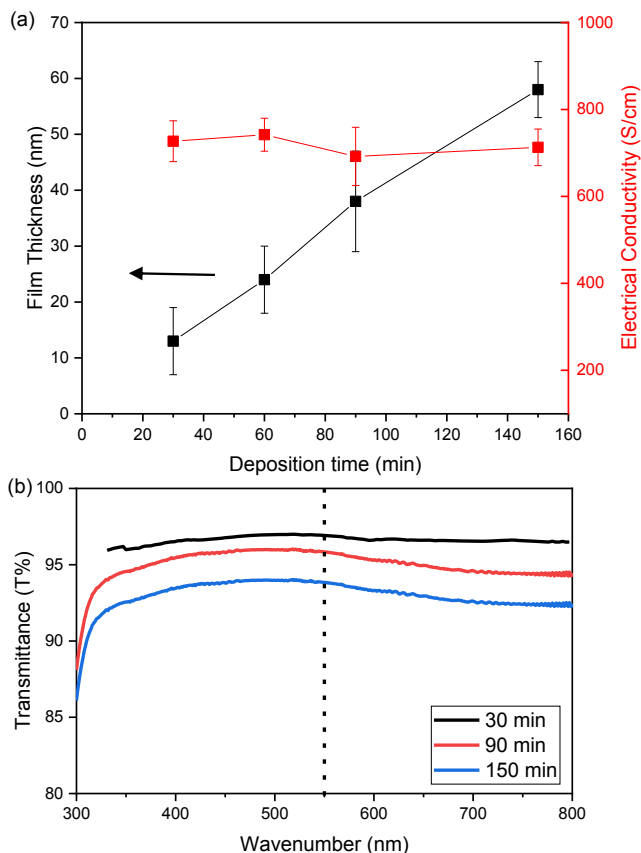 (a)
70
60
50
40
30
20
10
0
Film Thickness (nm)
1000
800
600
400
200
Electrical Conductivity (S/cm)
0 20 40 60 80 100 120 140 160
Deposition time (min)
(b)
100
95
90
85
80
Transmittance (T%)
30 min
90 min
150 min
300 400 500 600 700 800
Wavenumber (nm)